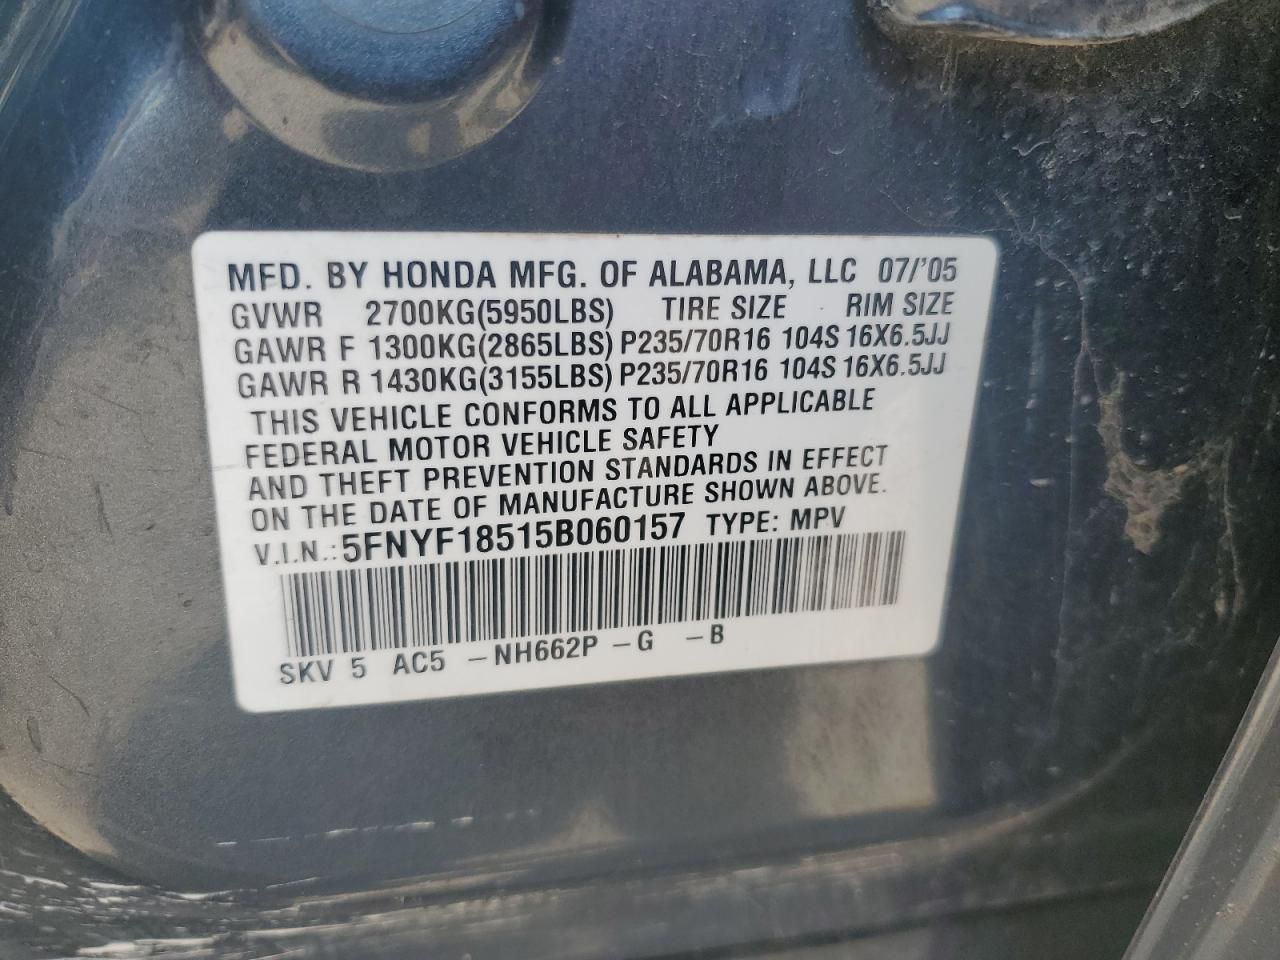 MFD. BY HONDA MFG. OF ALABAMA, LLC 07/'05
GVWR 2700KG(5950LBS) TIRE SIZE RIM SIZE
GAWR F 1300KG(2865LBS) P235/70R16 104S 16X6.5JJ
GAWR R 1430KG(3155LBS) P235/70R16 104S 16X6.5JJ
THIS VEHICLE CONFORMS TO ALL APPLICABLE
FEDERAL MOTOR VEHICLE SAFETY
AND THEFT PREVENTION STANDARDS IN EFFECT
ON THE DATE OF MANUFACTURE SHOWN ABOVE.
V.I.N.: 5FNYF18515B060157 TYPE: MPV
SKV 5 AC5 -NH662P -G -B